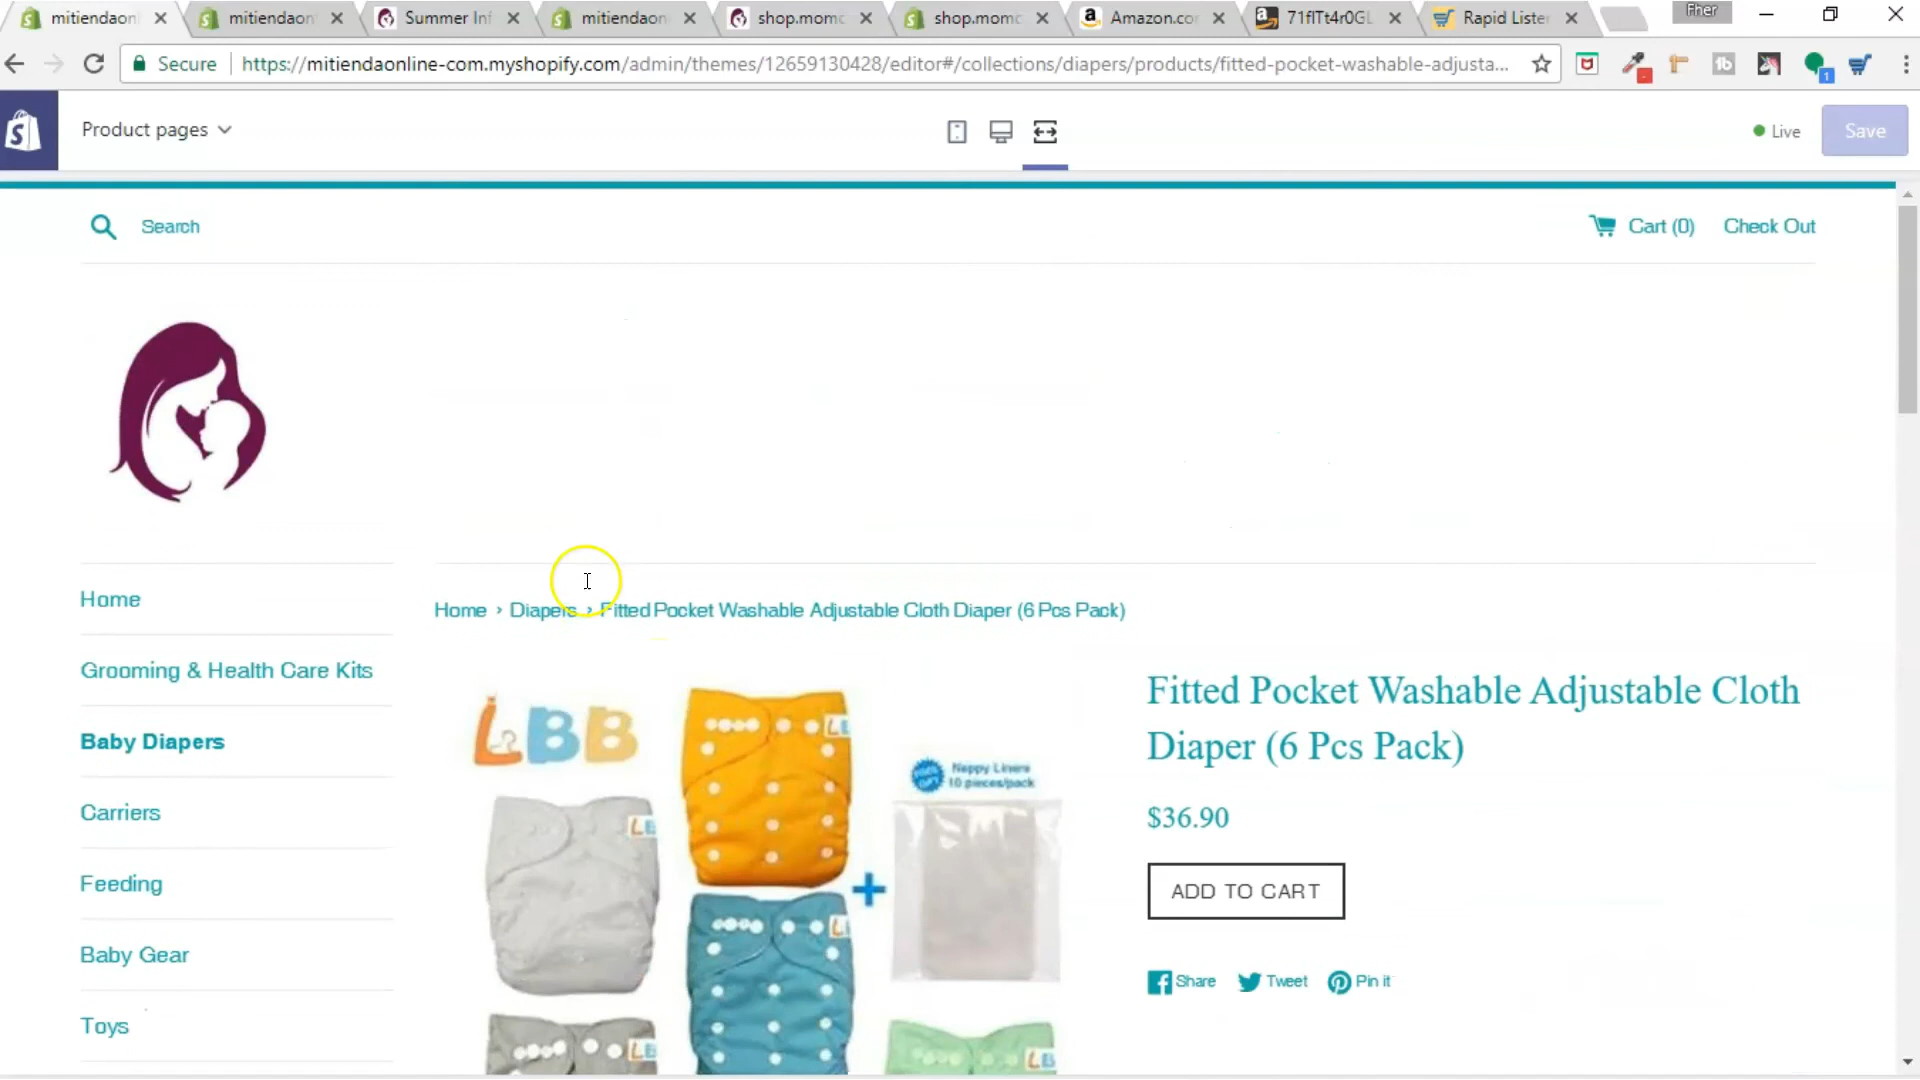 mitiendaon
mitiendaon
Summer Inf
mitiendaon
shop.momc
shop.momc
Amazon.co
71fITt4r0GL
Rapid Lister
Fher
Secure
https://mitiendaonline-com.myshopify.com/admin/themes/12659130428/editor#/collections/diapers/products/fitted-pocket-washable-adjusta...
1
Product pages
Live
Save
Search
Cart (0)
Check Out
Home
Grooming & Health Care Kits
Baby Diapers
Carriers
Feeding
Baby Gear
Toys
Home › Diapers › Fitted Pocket Washable Adjustable Cloth Diaper (6 Pcs Pack)
LBB
Nappy Liners
10 pieces/pack
Fitted Pocket Washable Adjustable Cloth
Diaper (6 Pcs Pack)
$36.90
ADD TO CART
Share
Tweet
Pin it